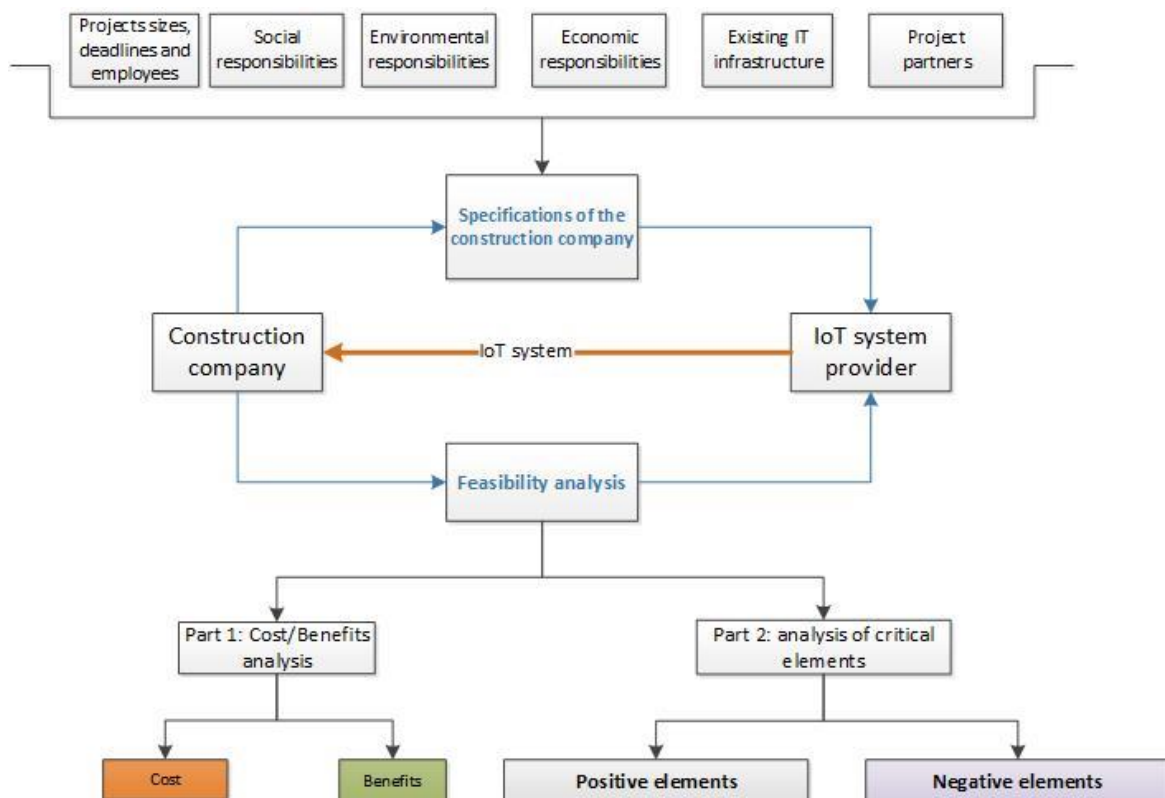 Projects sizes,
deadlines and
employees
Social
responsibilities
Environmental
responsibilities
Economic
responsibilities
Existing IT
infrastructure
Project
partners
Specifications of the
construction company
Construction
company
IoT system
IoT system
provider
Feasibility analysis
Part 1: Cost/Benefits
analysis
Part 2: analysis of critical
elements
Cost
Benefits
Positive elements
Negative elements